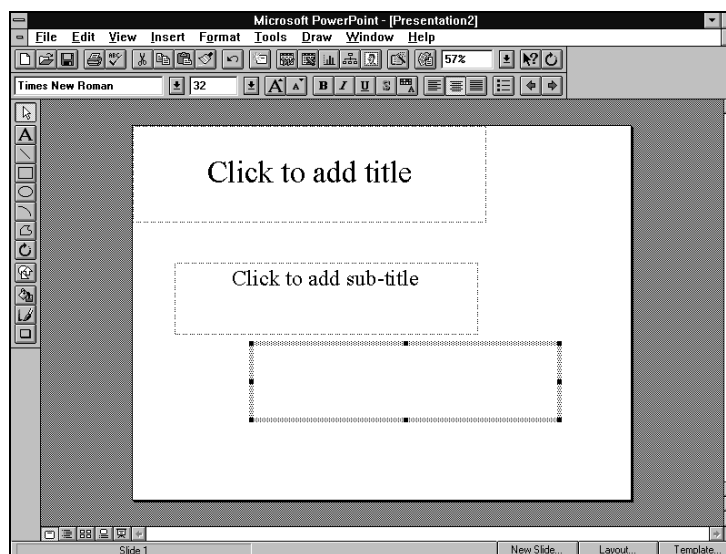 Microsoft PowerPoint - [Presentation2]
File Edit View Insert Format Tools Draw Window Help
ABC 57% ?
Times New Roman 32 A A B I U S A
A
Click to add title
Click to add sub-title
Slide 1 New Slide... Layout... Template...